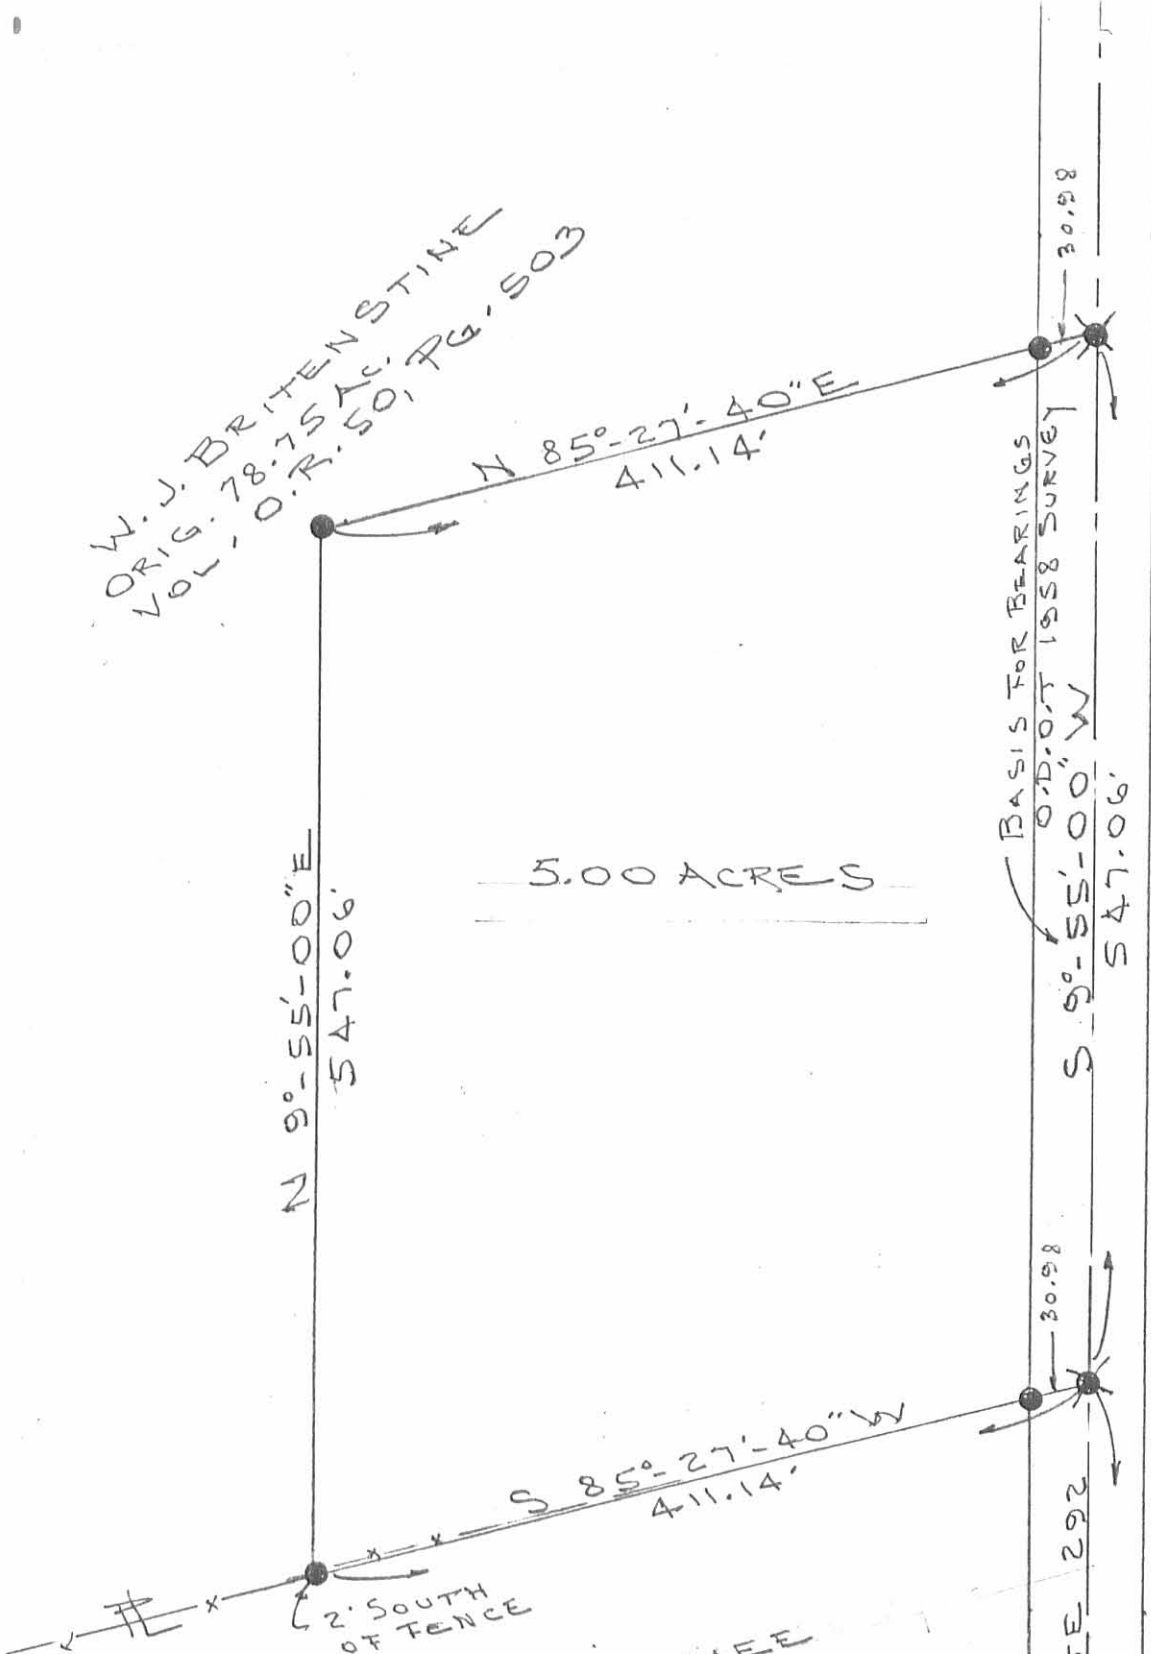 W. J. BRITENSTINE
ORIG. 78.75 AC.
VOL, O.R. 50, PG. 503
30.98
N 85°-27'-40" E
411.14'
BASIS FOR BEARINGS
O.D.O.T 1958 SURVEY
S 9°-55'-00" W
547.06'
N 9°-55'-00" E
547.06'
5.00 ACRES
30.98
S 85°-27'-40" W
411.14'
PL
2' SOUTH
OF FENCE
292